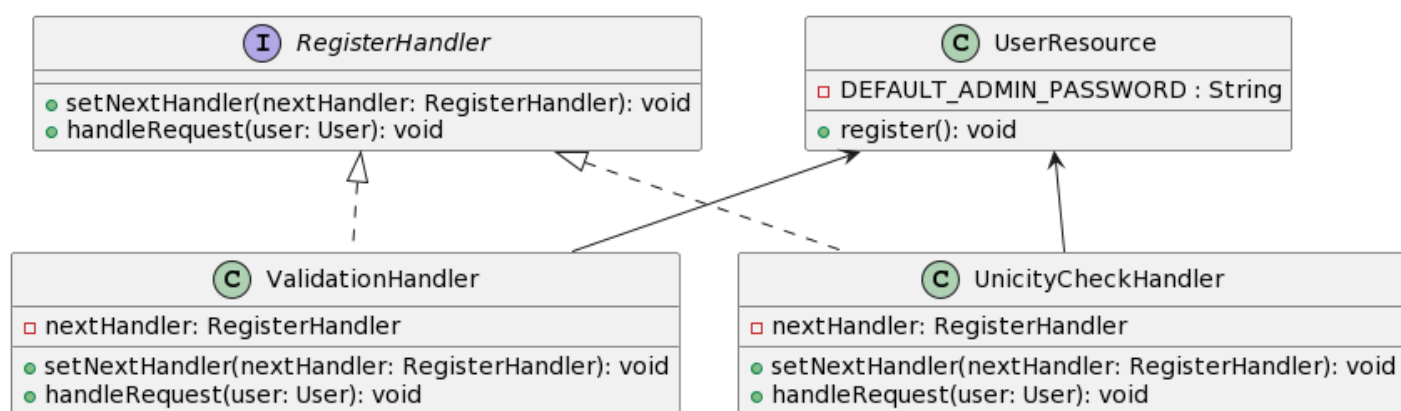 I RegisterHandler
setNextHandler(nextHandler: RegisterHandler): void
handleRequest(user: User): void
C UserResource
DEFAULT_ADMIN_PASSWORD : String
register(): void
C ValidationHandler
nextHandler: RegisterHandler
setNextHandler(nextHandler: RegisterHandler): void
handleRequest(user: User): void
C UnicityCheckHandler
nextHandler: RegisterHandler
setNextHandler(nextHandler: RegisterHandler): void
handleRequest(user: User): void